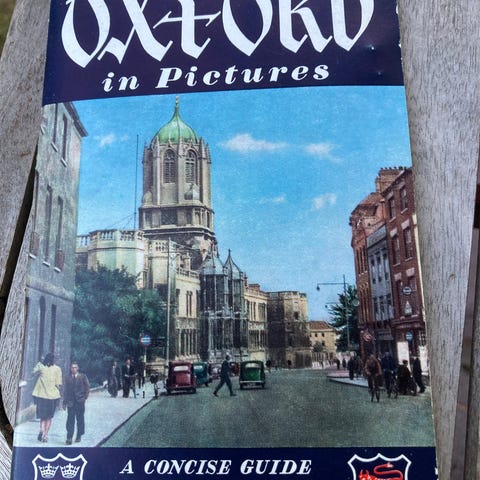 OXFORD
in Pictures
A CONCISE GUIDE